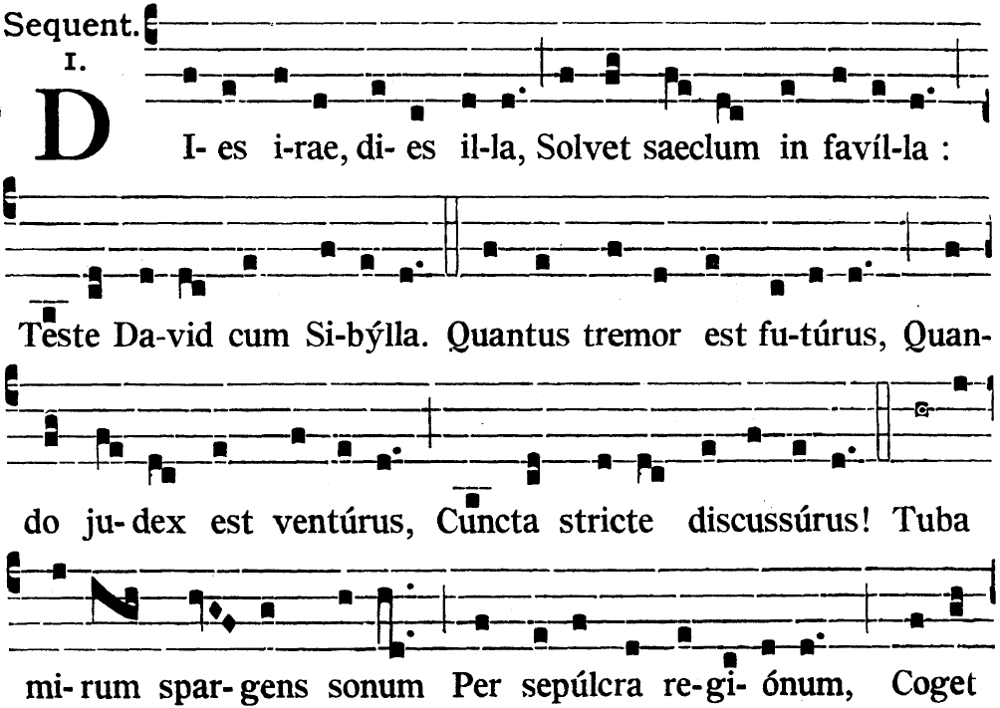 Sequent.
I.
DI- es i-rae, di- es il-la, Solvet saeclum in favíl-la :
Teste Da-vid cum Si-býlla. Quantus tremor est fu-túrus, Quan-
do ju-dex est ventúrus, Cuncta stricte discussúrus! Tuba
mi-rum spar-gens sonum Per sepúlcra re-gi-ónum, Coget